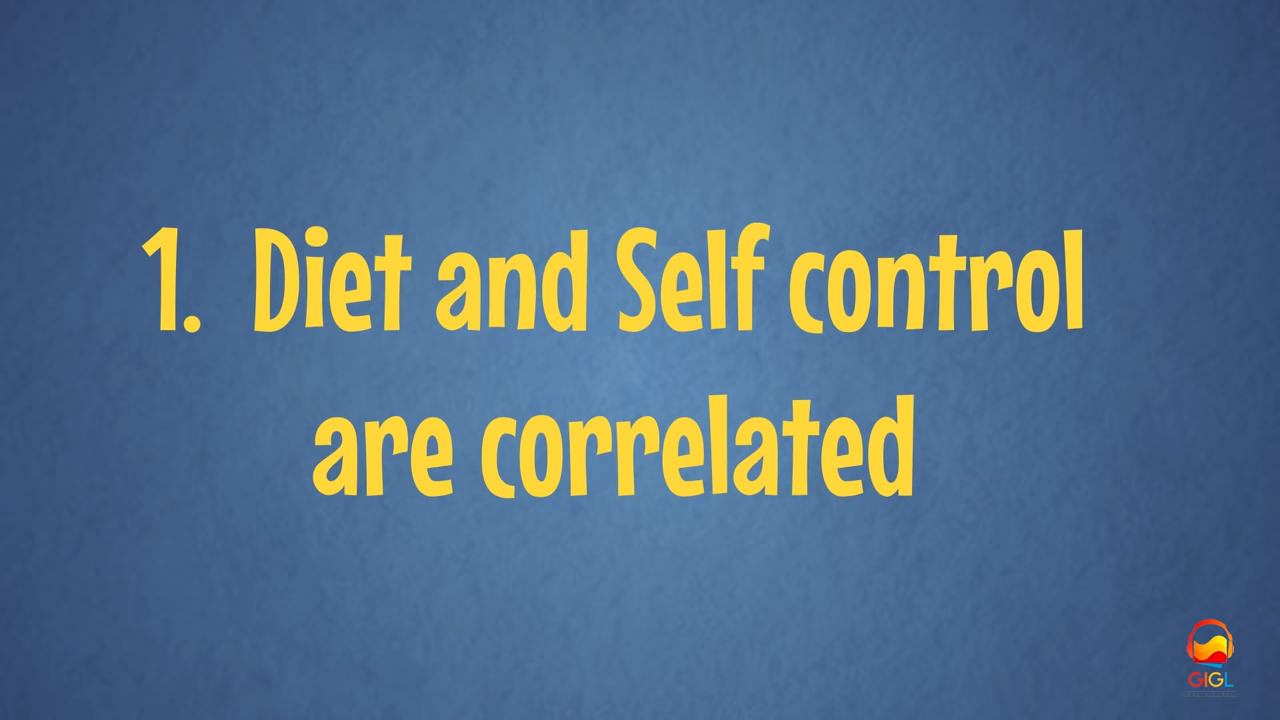 1. Diet and Self control
are correlated
GIGL